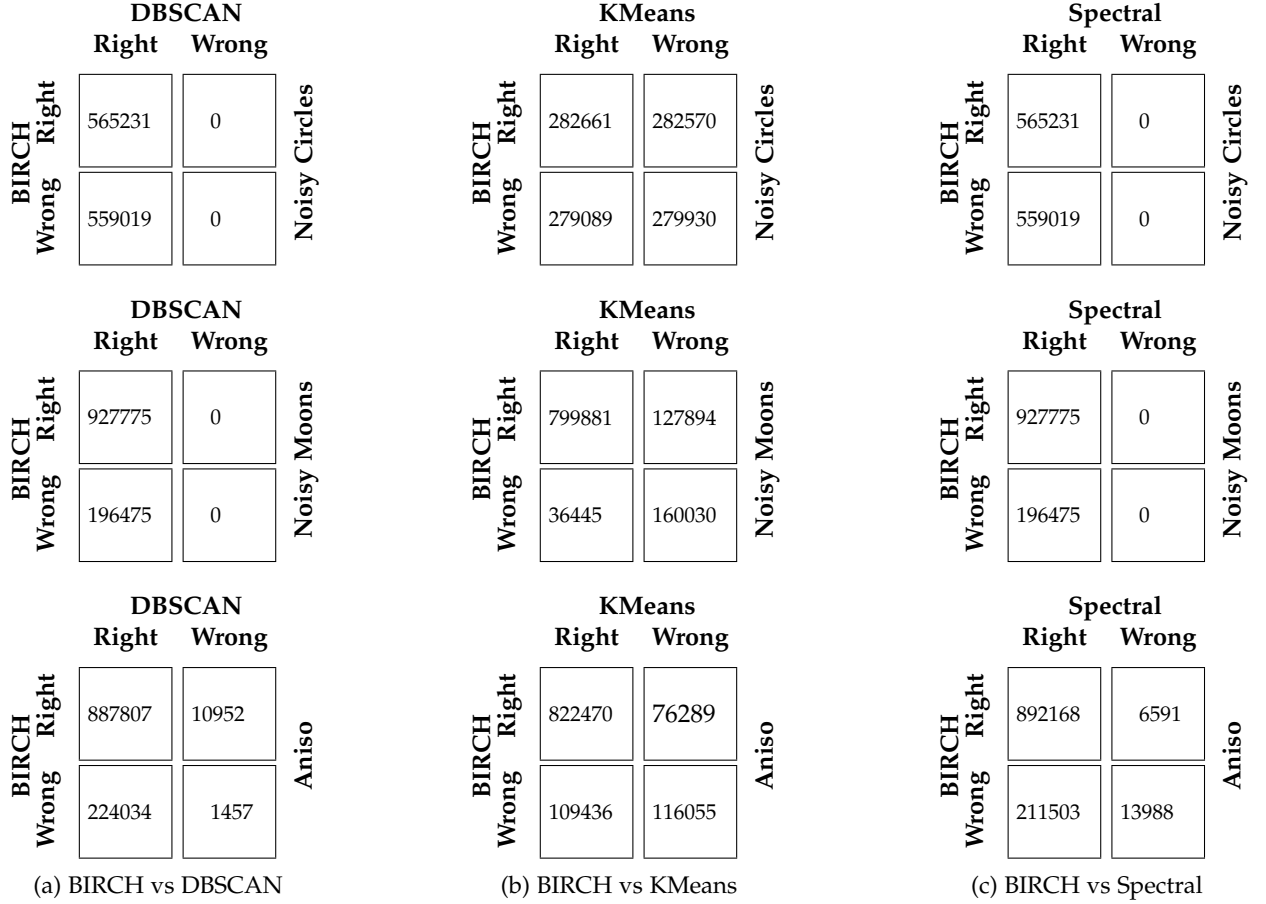 DBSCAN KMeans Spectral
Right Wrong Right Wrong Right Wrong
BIRCH Right 565231 0 Noisy Circles BIRCH Right 282661 282570 Noisy Circles BIRCH Right 565231 0 Noisy Circles
Wrong 559019 0 Wrong 279089 279930 Wrong 559019 0
DBSCAN KMeans Spectral
Right Wrong Right Wrong Right Wrong
BIRCH Right 927775 0 Noisy Moons BIRCH Right 799881 127894 Noisy Moons BIRCH Right 927775 0 Noisy Moons
Wrong 196475 0 Wrong 36445 160030 Wrong 196475 0
DBSCAN KMeans Spectral
Right Wrong Right Wrong Right Wrong
BIRCH Right 887807 10952 Aniso BIRCH Right 822470 76289 Aniso BIRCH Right 892168 6591 Aniso
Wrong 224034 1457 Wrong 109436 116055 Wrong 211503 13988
(a) BIRCH vs DBSCAN (b) BIRCH vs KMeans (c) BIRCH vs Spectral